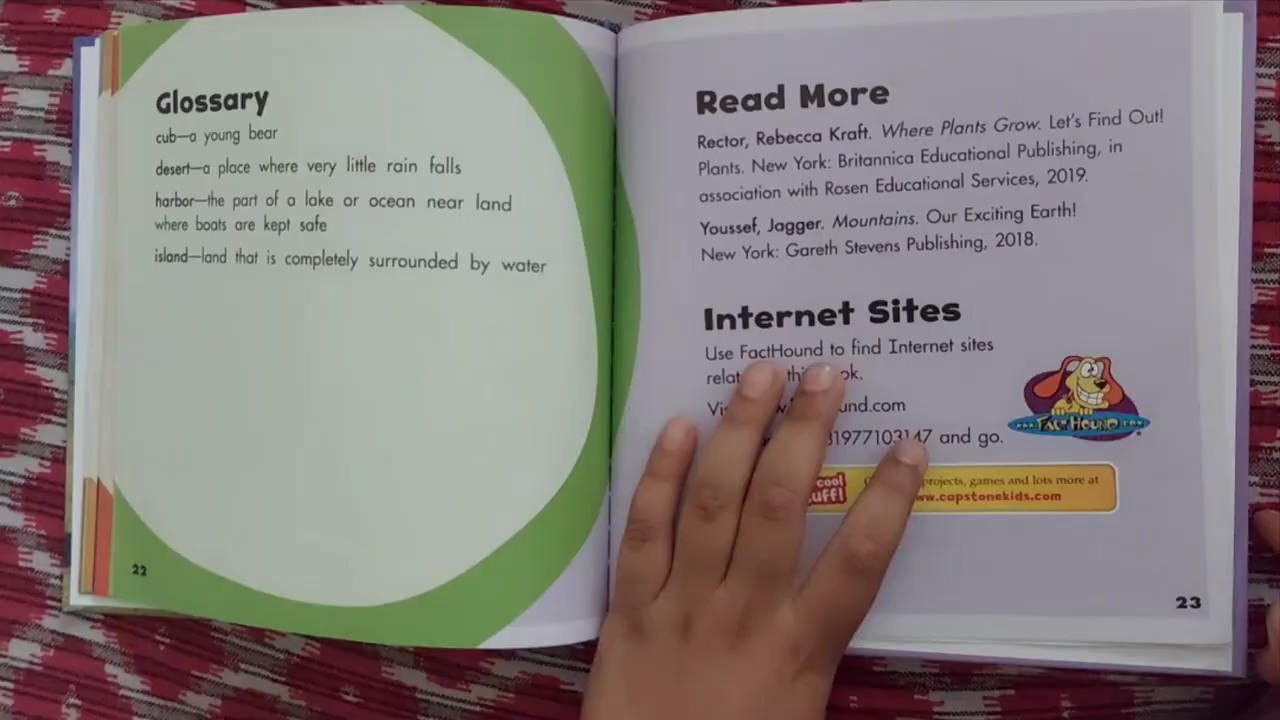 Glossary
cub—a young bear
desert—a place where very little rain falls
harbor—the part of a lake or ocean near land
where boats are kept safe
island—land that is completely surrounded by water
22
Read More
Rector, Rebecca Kraft. Where Plants Grow. Let's Find Out!
Plants. New York: Britannica Educational Publishing, in
association with Rosen Educational Services, 2019.
Youssef, Jagger. Mountains. Our Exciting Earth!
New York: Gareth Stevens Publishing, 2018.
Internet Sites
Use FactHound to find Internet sites
this
and go.
www.FACTHOUND.com
cool
projects, games and lots more at
www.capstonekids.com
23